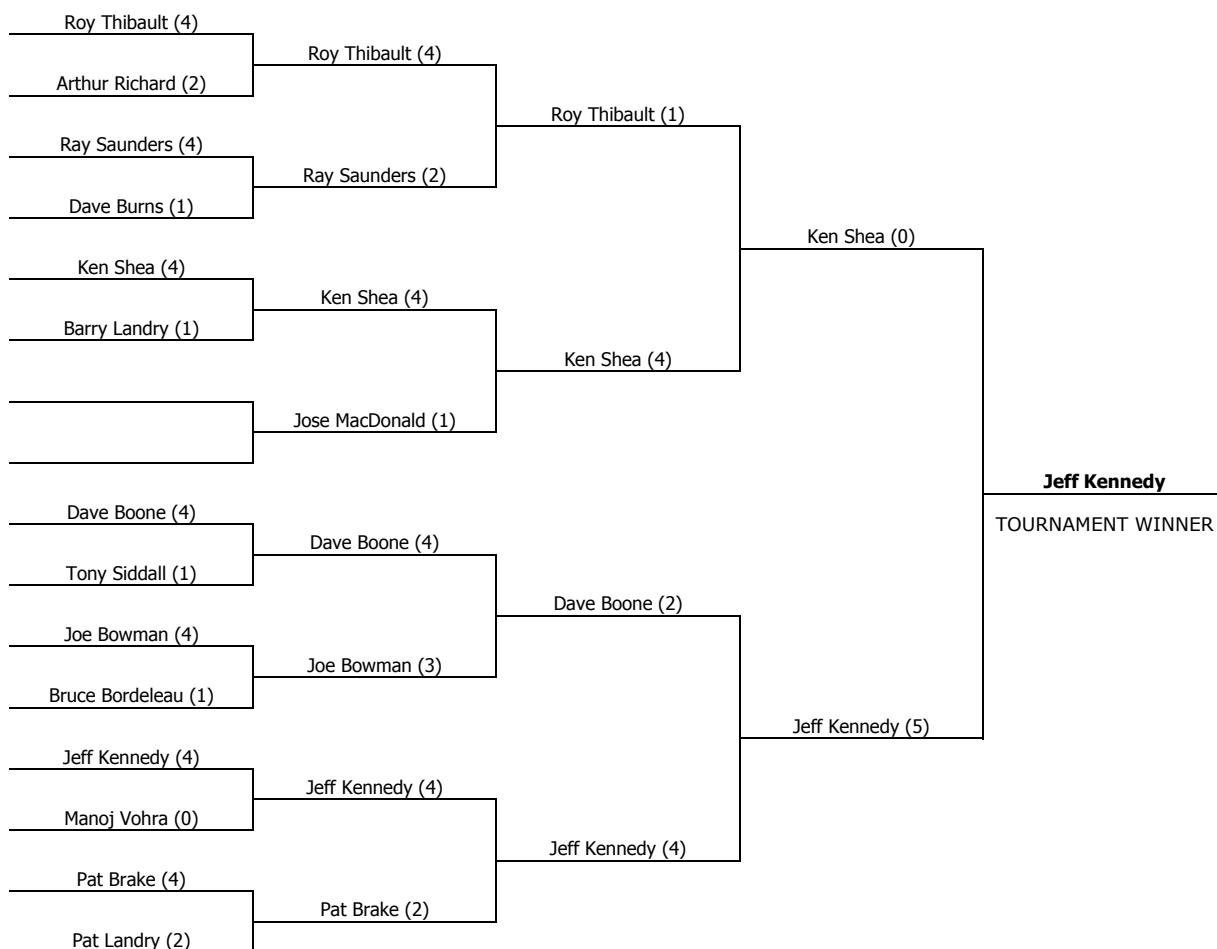 Roy Thibault (4)
Roy Thibault (4)
Arthur Richard (2)
Roy Thibault (1)
Ray Saunders (4)
Ray Saunders (2)
Dave Burns (1)
Ken Shea (0)
Ken Shea (4)
Ken Shea (4)
Barry Landry (1)
Ken Shea (4)
Jose MacDonald (1)
Jeff Kennedy
TOURNAMENT WINNER
Dave Boone (4)
Dave Boone (4)
Tony Siddall (1)
Dave Boone (2)
Joe Bowman (4)
Joe Bowman (3)
Bruce Bordeleau (1)
Jeff Kennedy (5)
Jeff Kennedy (4)
Jeff Kennedy (4)
Manoj Vohra (0)
Jeff Kennedy (4)
Pat Brake (4)
Pat Brake (2)
Pat Landry (2)